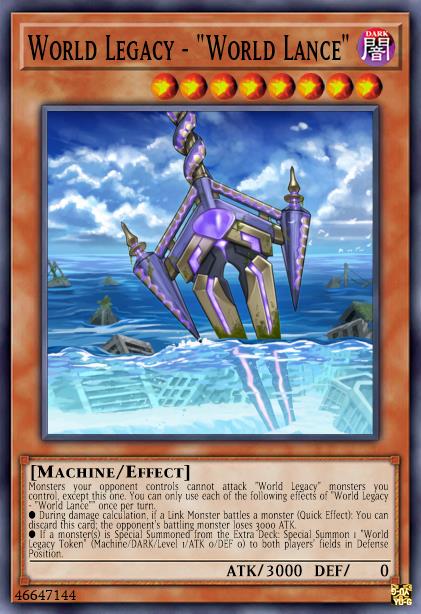 World Legacy - "World Lance"
DARK
闇
[Machine/Effect]
Monsters your opponent controls cannot attack "World Legacy" monsters you
control, except this one. You can only use each of the following effects of "World Legacy
- "World Lance"" once per turn.
● During damage calculation, if a Link Monster battles a monster (Quick Effect): You can
discard this card; the opponent's battling monster loses 3000 ATK.
● If a monster(s) is Special Summoned from the Extra Deck: Special Summon 1 "World
Legacy Token" (Machine/DARK/Level 1/ATK 0/DEF 0) to both players' fields in Defense
Position.
ATK/3000 DEF/ 0
46647144